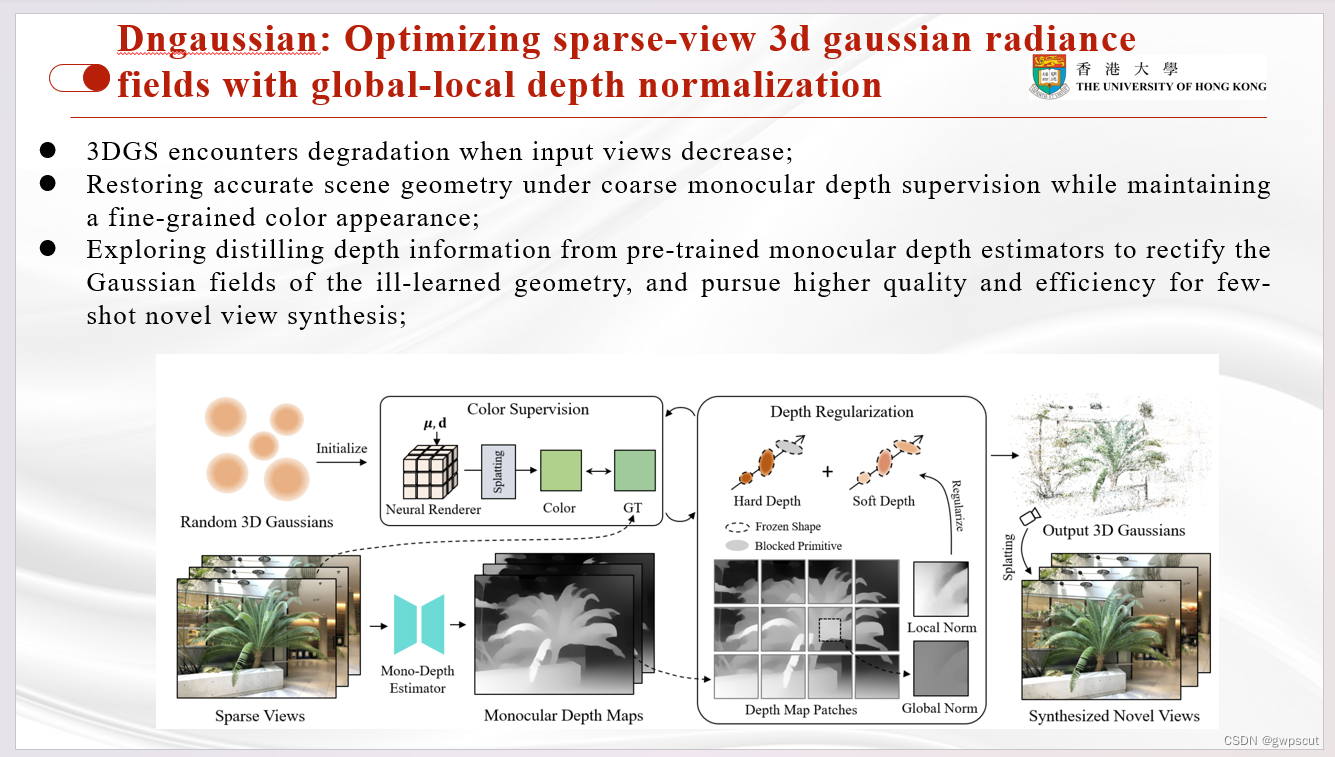 Dngaussian: Optimizing sparse-view 3d gaussian radiance
fields with global-local depth normalization
香港大學
THE UNIVERSITY OF HONG KONG
● 3DGS encounters degradation when input views decrease;
● Restoring accurate scene geometry under coarse monocular depth supervision while maintaining
a fine-grained color appearance;
● Exploring distilling depth information from pre-trained monocular depth estimators to rectify the
Gaussian fields of the ill-learned geometry, and pursue higher quality and efficiency for few-
shot novel view synthesis;
Random 3D Gaussians
Initialize
Color Supervision
μ, d
Neural Renderer
Splatting
Color
GT
Depth Regularization
Hard Depth
+
Soft Depth
Regularize
Frozen Shape
Blocked Primitive
Local Norm
Global Norm
Depth Map Patches
Output 3D Gaussians
Splatting
Sparse Views
Mono-Depth
Estimator
Monocular Depth Maps
Synthesized Novel Views
CSDN @gwpscut